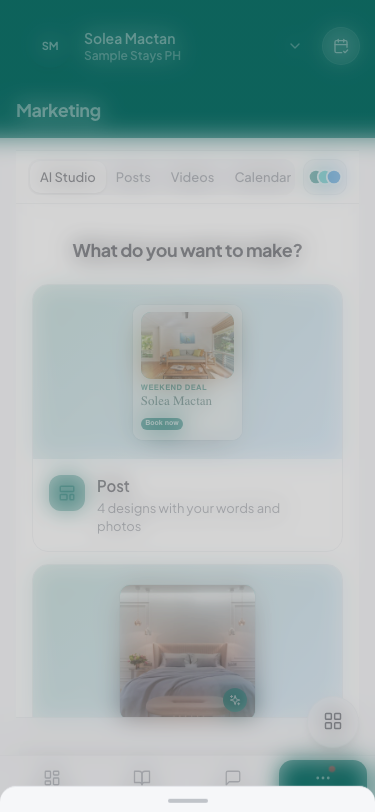 SM
Solea Mactan
Sample Stays PH
Marketing
AI Studio
Posts
Videos
Calendar
What do you want to make?
WEEKEND DEAL
Solea Mactan
Book now
Post
4 designs with your words and
photos